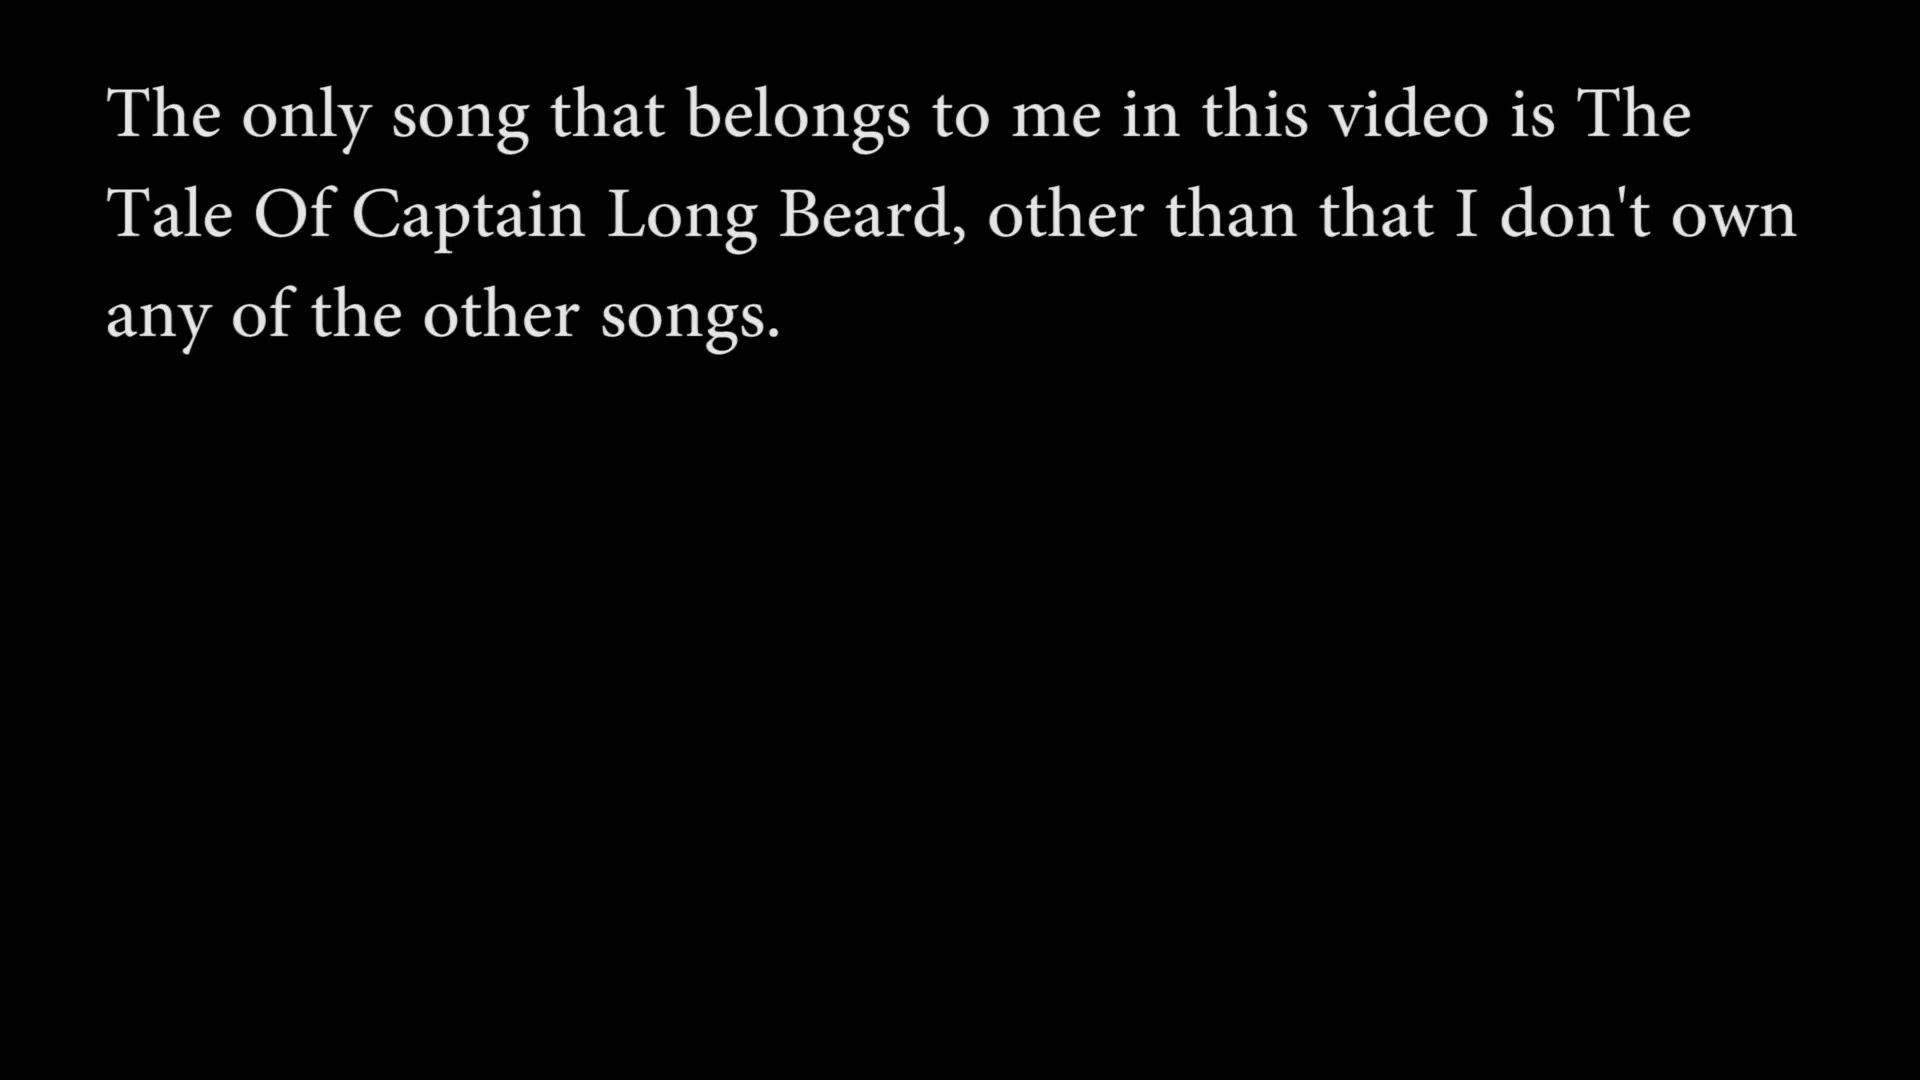 The only song that belongs to me in this video is The
Tale Of Captain Long Beard, other than that I don't own
any of the other songs.